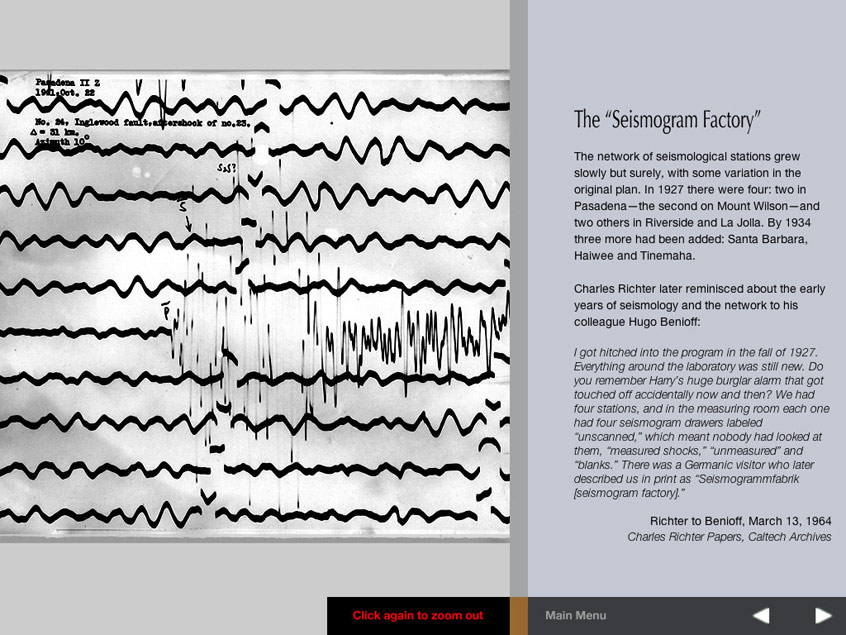 Pasadena II Z
1941,Oct. 22
No. 24. Inglewood fault,aftershock of no.23.
Δ = 31 km.
Azimuth 10°
S
P̄
The “Seismogram Factory”
The network of seismological stations grew
slowly but surely, with some variation in the
original plan. In 1927 there were four: two in
Pasadena—the second on Mount Wilson—and
two others in Riverside and La Jolla. By 1934
three more had been added: Santa Barbara,
Haiwee and Tinemaha.
Charles Richter later reminisced about the early
years of seismology and the network to his
colleague Hugo Benioff:
I got hitched into the program in the fall of 1927.
Everything around the laboratory was still new. Do
you remember Harry’s huge burglar alarm that got
touched off accidentally now and then? We had
four stations, and in the measuring room each one
had four seismogram drawers labeled
“unscanned,” which meant nobody had looked at
them, “measured shocks,” “unmeasured” and
“blanks.” There was a Germanic visitor who later
described us in print as “Seismogrammfabrik
[seismogram factory].”
Richter to Benioff, March 13, 1964
Charles Richter Papers, Caltech Archives
Click again to zoom out
Main Menu